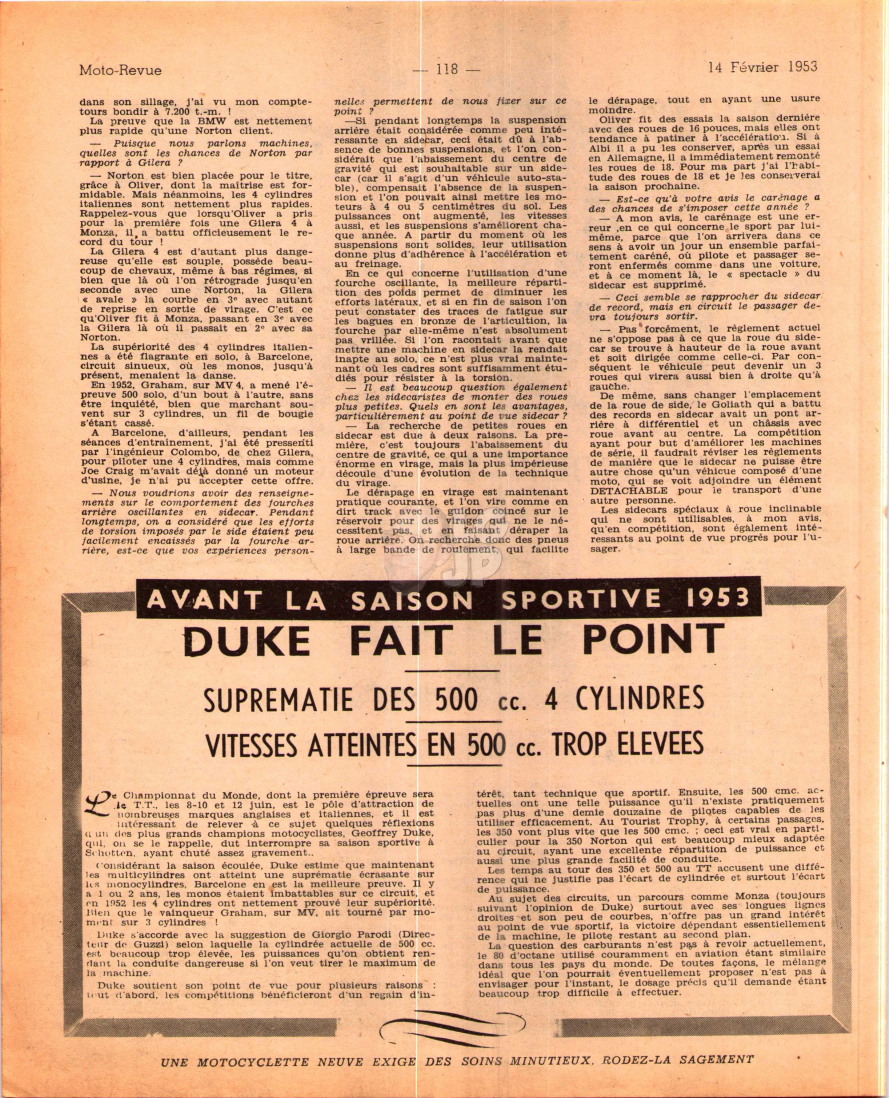 Moto-Revue
— 118 —
14 Février 1953
dans son sillage, j'ai vu mon compte-
tours bondir à 7.200 t.-m. !
La preuve que la BMW est nettement
plus rapide qu'une Norton client.
— Puisque nous parlons machines,
quelles sont les chances de Norton par
rapport à Gilera ?
— Norton est bien placée pour le titre,
grâce à Oliver, dont la maîtrise est for-
midable. Mais néanmoins, les 4 cylindres
italiennes sont nettement plus rapides.
Rappelez-vous que lorsqu'Oliver a pris
pour la première fois une Gilera 4 à
Monza, il a battu officieusement le re-
cord du tour !
La Gilera 4 est d'autant plus dange-
reuse qu'elle est souple, possède beau-
coup de chevaux, même à bas régimes, si
bien que là où l'on rétrograde jusqu'en
seconde avec une Norton, la Gilera
« avale » la courbe en 3e avec autant
de reprise en sortie de virage. C'est ce
qu'Oliver fit à Monza, passant en 3e avec
la Gilera là où il passait en 2e avec sa
Norton.
La supériorité des 4 cylindres italien-
nes a été flagrante en solo, à Barcelone,
circuit sinueux, où les monos, jusqu'à
présent, menaient la danse.
En 1952, Graham, sur MV 4, a mené l'é-
preuve 500 solo, d'un bout à l'autre, sans
être inquiété, bien que marchant sou-
vent sur 3 cylindres, un fil de bougie
s'étant cassé.
A Barcelone, d'ailleurs, pendant les
séances d'entraînement, j'ai été pressenti
par l'ingénieur Colombo, de chez Gilera,
pour piloter une 4 cylindres, mais comme
Joe Craig m'avait déjà donné un moteur
d'usine, je n'ai pu accepter cette offre.
— Nous voudrions avoir des renseigne-
ments sur le comportement des fourches
arrière oscillantes en sidecar. Pendant
longtemps, on a considéré que les efforts
de torsion imposés par le side étaient peu
facilement encaissés par la fourche ar-
rière, est-ce que vos expériences person-
nelles permettent de nous fixer sur ce
point ?
—Si pendant longtemps la suspension
arrière était considérée comme peu inté-
ressante en sidecar, ceci était dû à l'ab-
sence de bonnes suspensions, et l'on con-
sidérait que l'abaissement du centre de
gravité qui est souhaitable sur un side-
car (car il s'agit d'un véhicule auto-sta-
ble), compensait l'absence de la suspen-
sion et l'on pouvait ainsi mettre les mo-
teurs à 4 ou 5 centimètres du sol. Les
puissances ont augmenté, les vitesses
aussi, et les suspensions s'améliorent cha-
que année. A partir du moment où les
suspensions sont solides, leur utilisation
donne plus d'adhérence à l'accélération et
au freinage.
En ce qui concerne l'utilisation d'une
fourche oscillante, la meilleure réparti-
tion des poids permet de diminuer les
efforts latéraux, et si en fin de saison l'on
peut constater des traces de fatigue sur
les bagues en bronze de l'articulition, la
fourche par elle-même n'est absolument
pas vrillée. Si l'on racontait avant que
mettre une machine en sidecar la rendait
inapte au solo, ce n'est plus vrai mainte-
nant où les cadres sont suffisamment étu-
diés pour résister à la torsion.
— Il est beaucoup question également
chez les sidecaristes de monter des roues
plus petites. Quels en sont les avantages,
particulièrement au point de vue sidecar ?
— La recherche de petites roues en
sidecar est due à deux raisons. La pre-
mière, c'est toujours l'abaissement du
centre de gravité, ce qui a une importance
énorme en virage, mais la plus impérieuse
découle d'une évolution de la technique
du virage.
Le dérapage en virage est maintenant
pratique courante, et l'on vire comme en
dirt track avec le guidon coincé sur le
réservoir pour des virages qui ne le né-
cessitent pas, et en faisant déraper la
roue arrière. On recherche donc des pneus
à large bande de roulement, qui facilite
le dérapage, tout en ayant une usure
moindre.
Oliver fit des essais la saison dernière
avec des roues de 16 pouces, mais elles ont
tendance à patiner à l'accélération. Si à
Albi il a pu les conserver, après un essai
en Allemagne, il a immédiatement remonté
les roues de 18. Pour ma part j'ai l'habi-
tude des roues de 18 et je les conserverai
la saison prochaine.
— Est-ce qu'à votre avis le carénage a
des chances de s'imposer cette année ?
— A mon avis, le carénage est une er-
reur ,en ce qui concerne le sport par lui-
même, parce que l'on arrivera dans ce
sens à avoir un jour un ensemble parfai-
tement caréné, où pilote et passager se-
ront enfermés comme dans une voiture,
et à ce moment là, le « spectacle » du
sidecar est supprimé.
— Ceci semble se rapprocher du sidecar
de record, mais en circuit le passager de-
vra toujours sortir.
— Pas forcément, le règlement actuel
ne s'oppose pas à ce que la roue du side-
car se trouve à hauteur de la roue avant
et soit dirigée comme celle-ci. Par con-
séquent le véhicule peut devenir un 3
roues qui virera aussi bien à droite qu'à
gauche.
De même, sans changer l'emplacement
de la roue de side, le Goliath qui a battu
des records en sidecar avait un pont ar-
rière à différentiel et un châssis avec
roue avant au centre. La compétition
ayant pour but d'améliorer les machines
de série, il faudrait réviser les règlements
de manière que le sidecar ne puisse être
autre chose qu'un véhicule composé d'une
moto, qui se voit adjoindre un élément
DETACHABLE pour le transport d'une
autre personne.
Les sidecars spéciaux à roue inclinable
qui ne sont utilisables, à mon avis,
qu'en compétition, sont également inté-
ressants au point de vue progrès pour l'u-
sager.
JP
AVANT LA SAISON SPORTIVE 1953
DUKE FAIT LE POINT
SUPREMATIE DES 500 cc. 4 CYLINDRES
VITESSES ATTEINTES EN 500 cc. TROP ELEVEES
Le Championnat du Monde, dont la première épreuve sera
le T.T., les 8-10 et 12 juin, est le pôle d'attraction de
nombreuses marques anglaises et italiennes, et il est
intéressant de relever à ce sujet quelques réflexions
à un des plus grands champions motocyclistes, Geoffrey Duke,
qui, on se le rappelle, dut interrompre sa saison sportive à
Schotten, ayant chuté assez gravement..
Considérant la saison écoulée, Duke estime que maintenant
les multicylindres ont atteint une suprématie écrasante sur
les monocylindres, Barcelone en est la meilleure preuve. Il y
a 1 ou 2 ans, les monos étaient imbattables sur ce circuit, et
en 1952 les 4 cylindres ont nettement prouvé leur supériorité.
Bien que le vainqueur Graham, sur MV, ait tourné par mo-
ment sur 3 cylindres !
Duke s'accorde avec la suggestion de Giorgio Parodi (Direc-
teur de Guzzi) selon laquelle la cylindrée actuelle de 500 cc.
est beaucoup trop élevée, les puissances qu'on obtient ren-
dant la conduite dangereuse si l'on veut tirer le maximum de
la machine.
Duke soutient son point de vue pour plusieurs raisons :
tout d'abord, les compétitions bénéficieront d'un regain d'in-
térêt, tant technique que sportif. Ensuite, les 500 cmc. ac-
tuelles ont une telle puissance qu'il n'existe pratiquement
pas plus d'une demie douzaine de pilotes capables de les
utiliser efficacement. Au Tourist Trophy, à certains passages,
les 350 vont plus vite que les 500 cmc. ; ceci est vrai en parti-
culier pour la 350 Norton qui est beaucoup mieux adaptée
au circuit, ayant une excellente répartition de puissance et
aussi une plus grande facilité de conduite.
Les temps au tour des 350 et 500 au TT accusent une diffé-
rence qui ne justifie pas l'écart de cylindrée et surtout l'écart
de puissance.
Au sujet des circuits, un parcours comme Monza (toujours
suivant l'opinion de Duke) surtout avec ses longues lignes
droites et son peu de courbes, n'offre pas un grand intérêt
au point de vue sportif, la victoire dépendant essentiellement
de la machine, le pilote restant au second plan.
La question des carburants n'est pas à revoir actuellement,
le 80 d'octane utilisé couramment en aviation étant similaire
dans tous les pays du monde. De toutes façons, le mélange
idéal que l'on pourrait éventuellement proposer n'est pas à
envisager pour l'instant, le dosage précis qu'il demande étant
beaucoup trop difficile à effectuer.
UNE MOTOCYCLETTE NEUVE EXIGE DES SOINS MINUTIEUX. RODEZ-LA SAGEMENT